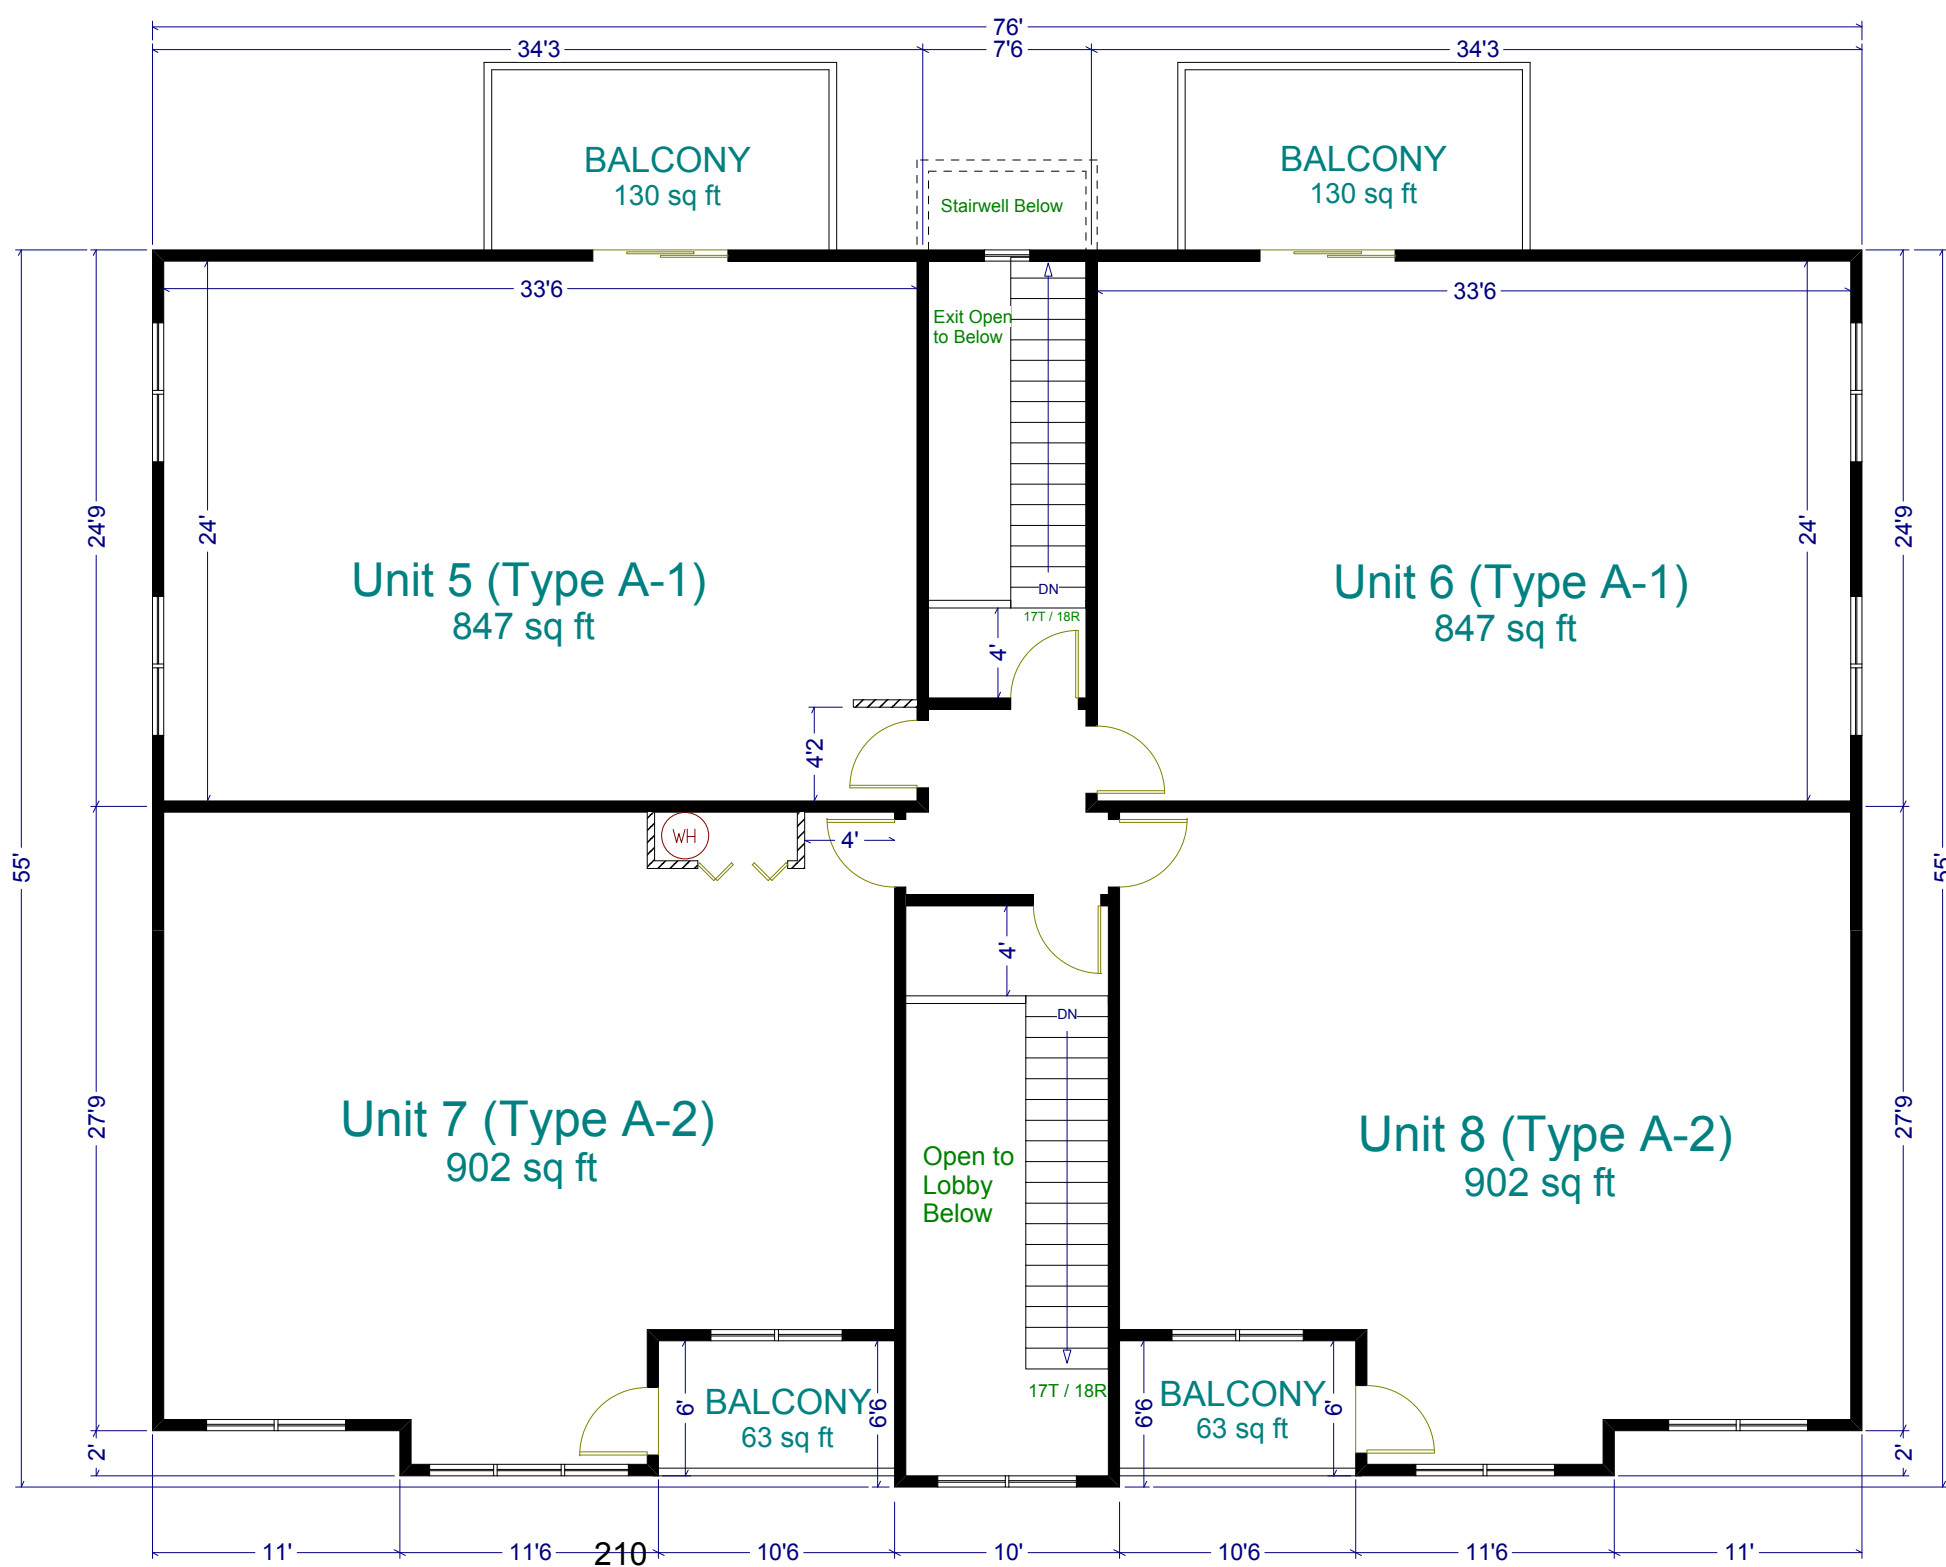 76'
34'3
7'6
34'3
BALCONY
130 sq ft
BALCONY
130 sq ft
Stairwell Below
33'6
33'6
Exit Open
to Below
24'9
24'
24'
24'9
Unit 5 (Type A-1)
847 sq ft
DN
17T / 18R
Unit 6 (Type A-1)
847 sq ft
4'
4'2
WH
4'
55'
55'
4'
DN
27'9
Unit 7 (Type A-2)
902 sq ft
Open to
Lobby
Below
Unit 8 (Type A-2)
902 sq ft
27'9
17T / 18R
6'
BALCONY
63 sq ft
6'6
6'6
BALCONY
63 sq ft
6'
2'
2'
11'
11'6
210
10'6
10'
10'6
11'6
11'